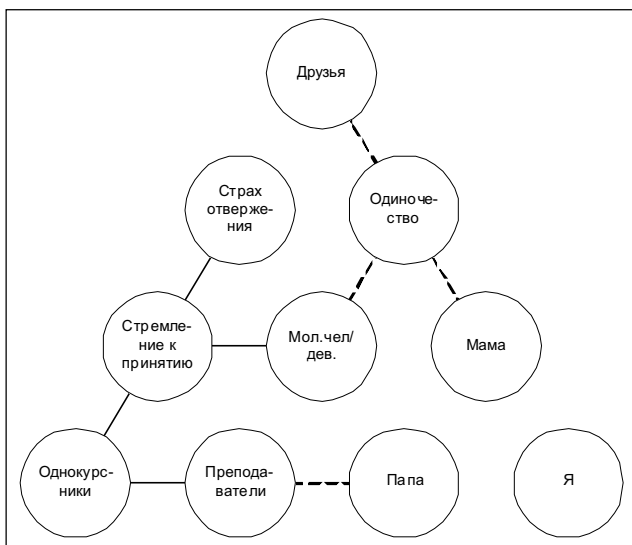 Друзья
Страх
отверже-
ния
Одиноче-
ство
Стремле-
ние к
принятию
Мол.чел/
дев.
Мама
Однокурс-
ники
Препода-
ватели
Папа
Я